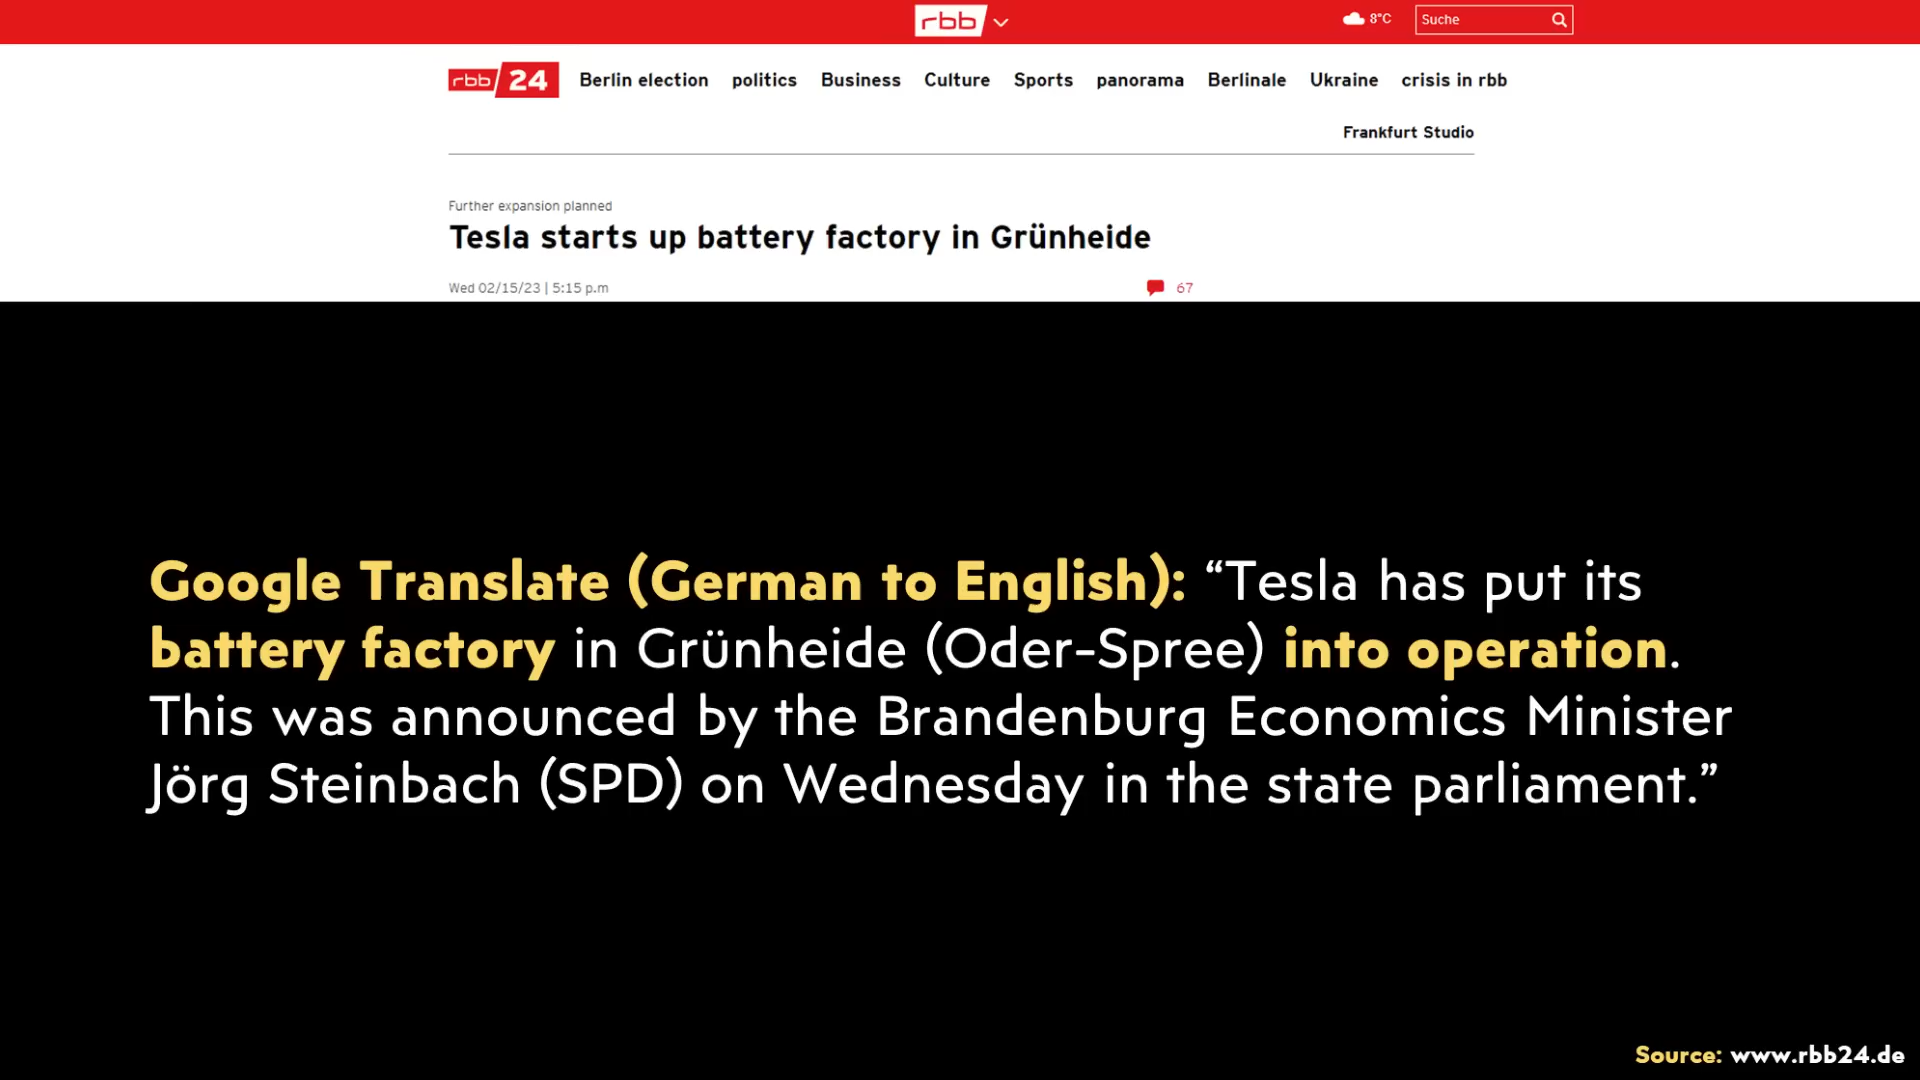 rbb
8°C
Suche
rbb 24
Berlin election politics Business Culture Sports panorama Berlinale Ukraine crisis in rbb
Frankfurt Studio
Further expansion planned
Tesla starts up battery factory in Grünheide
Wed 02/15/23 | 5:15 p.m
67
Google Translate (German to English): “Tesla has put its
battery factory in Grünheide (Oder-Spree) into operation.
This was announced by the Brandenburg Economics Minister
Jörg Steinbach (SPD) on Wednesday in the state parliament.”
Source: www.rbb24.de